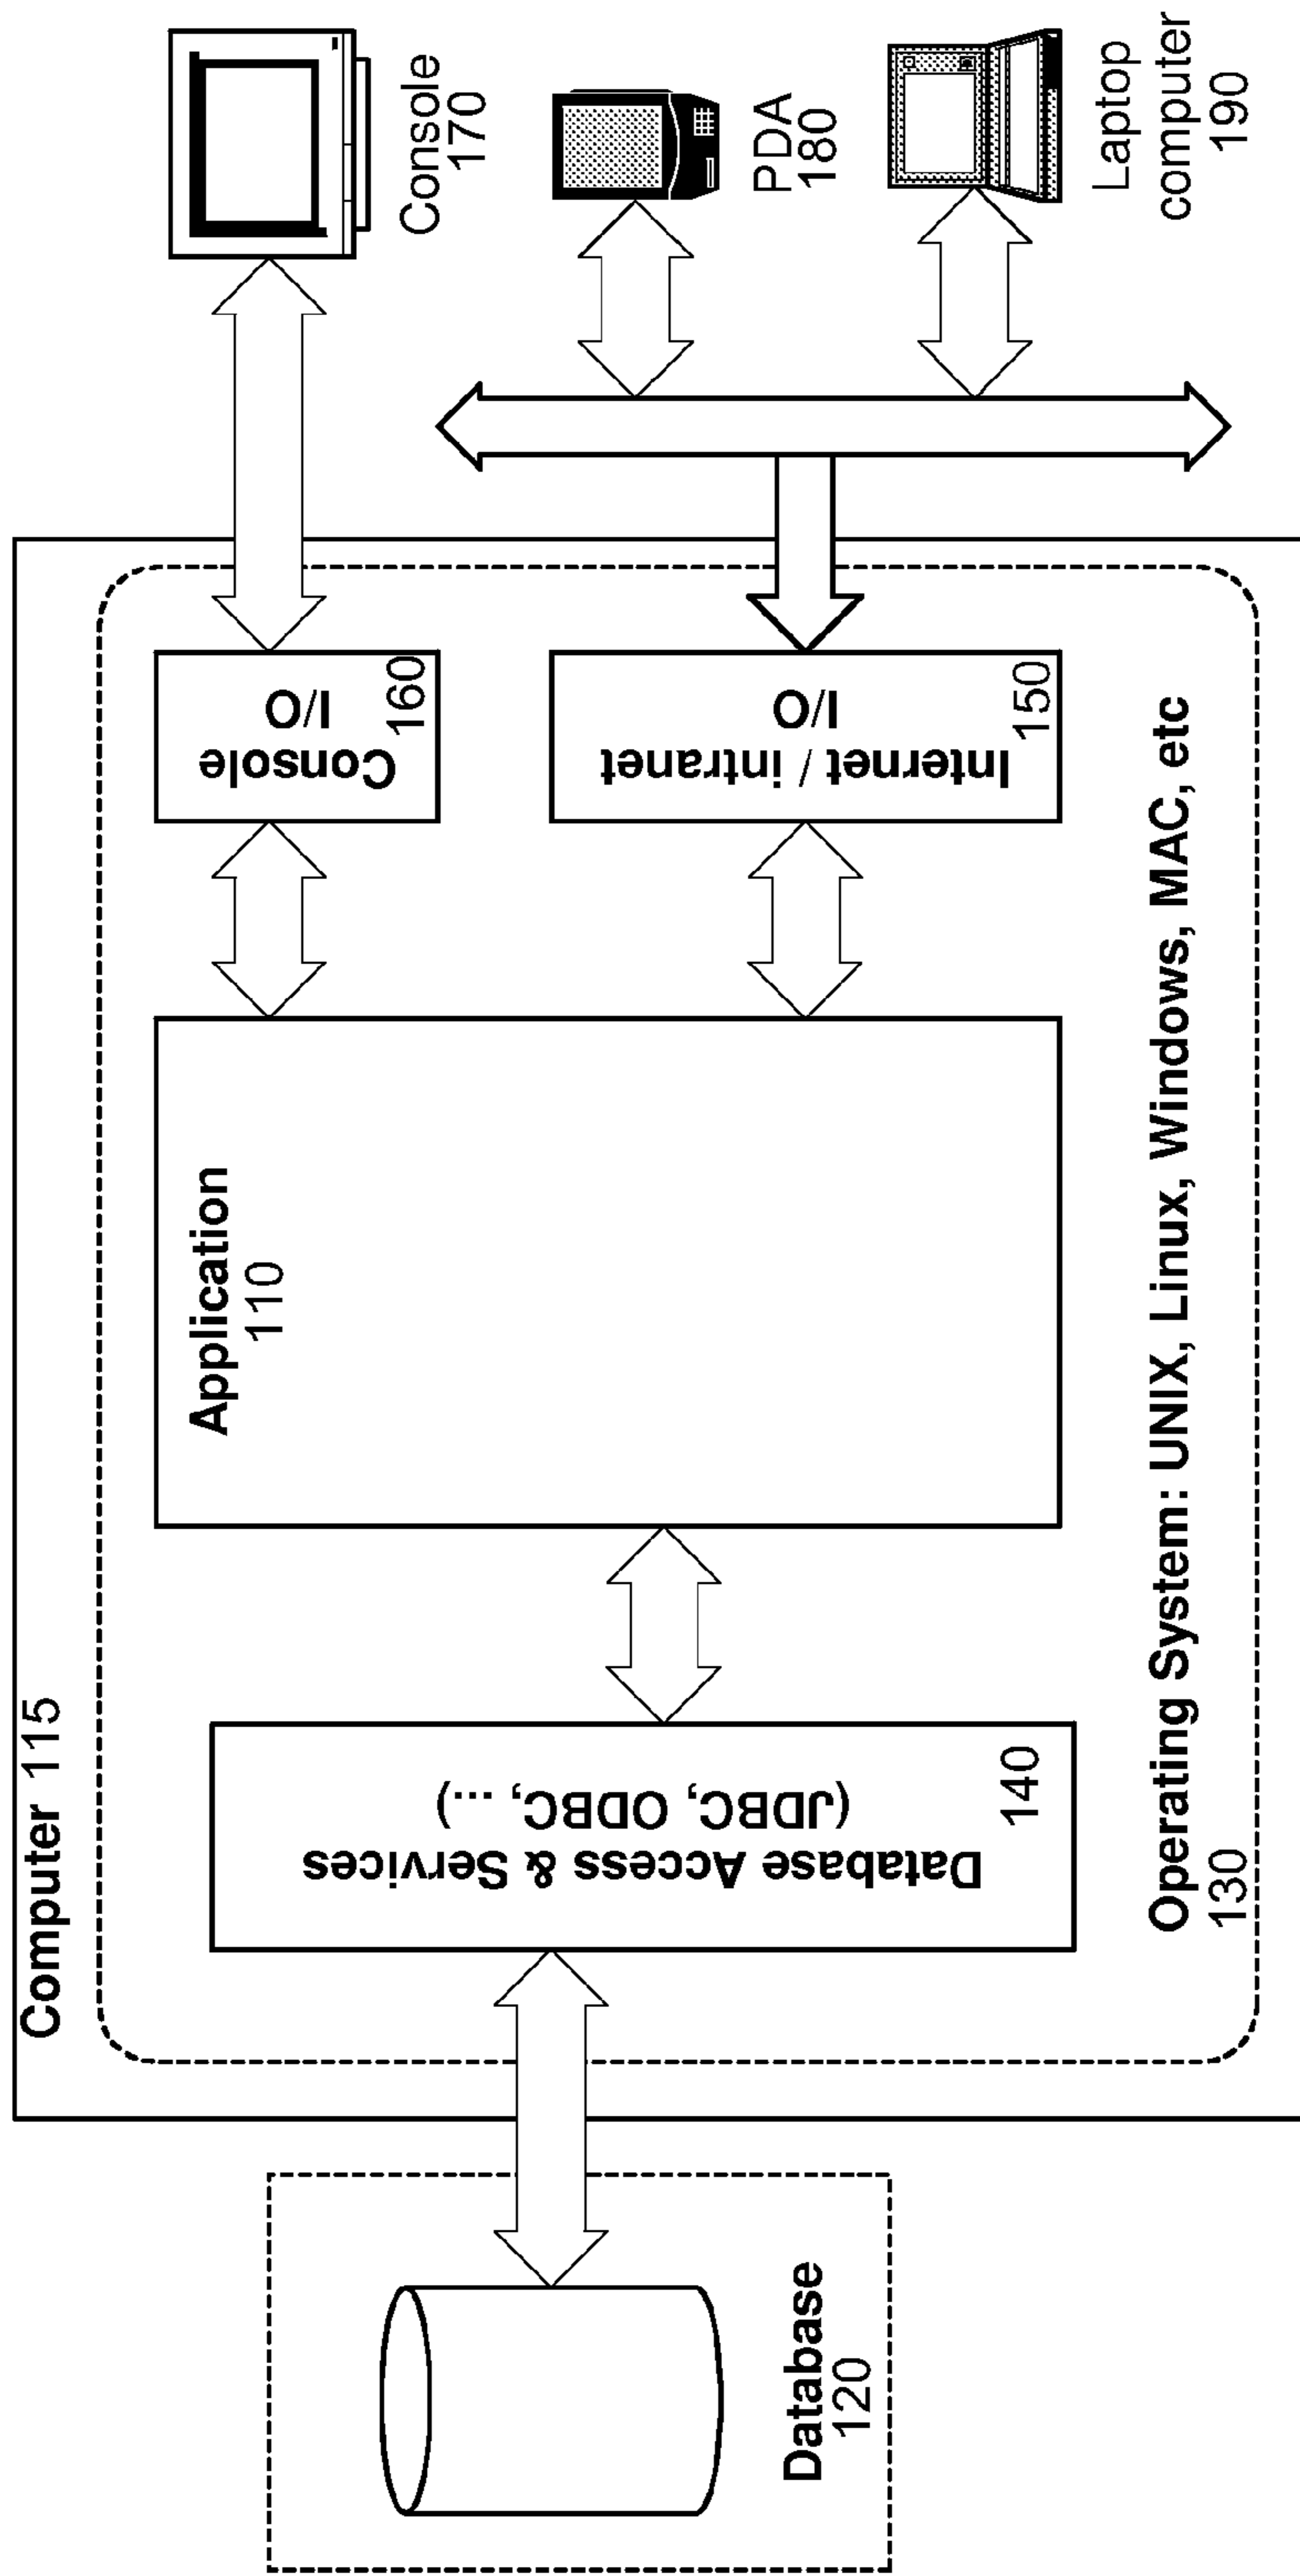 Computer 115
Database
120
Database Access & Services
(JDBC, ODBC, ...)
140
Application
110
Console
I/O
160
Internet / intranet
I/O
150
Operating System: UNIX, Linux, Windows, MAC, etc
130
Console
170
PDA
180
Laptop
computer
190